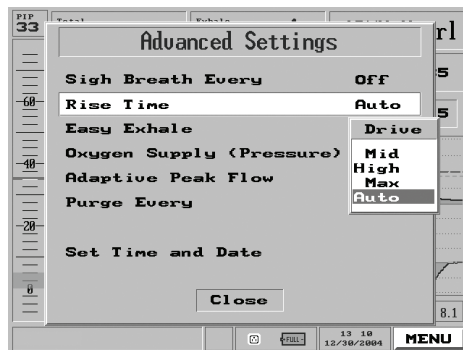 PIP
33
rl
Advanced Settings
5
Sigh Breath Every Off
60
Rise Time Auto
5
Easy Exhale
Drive
Oxygen Supply (Pressure)
Mid
40
High
Adaptive Peak Flow
Max
Auto
Purge Every
20
Set Time and Date
0
Close
8.1
FULL
13 10
12/30/2004
MENU